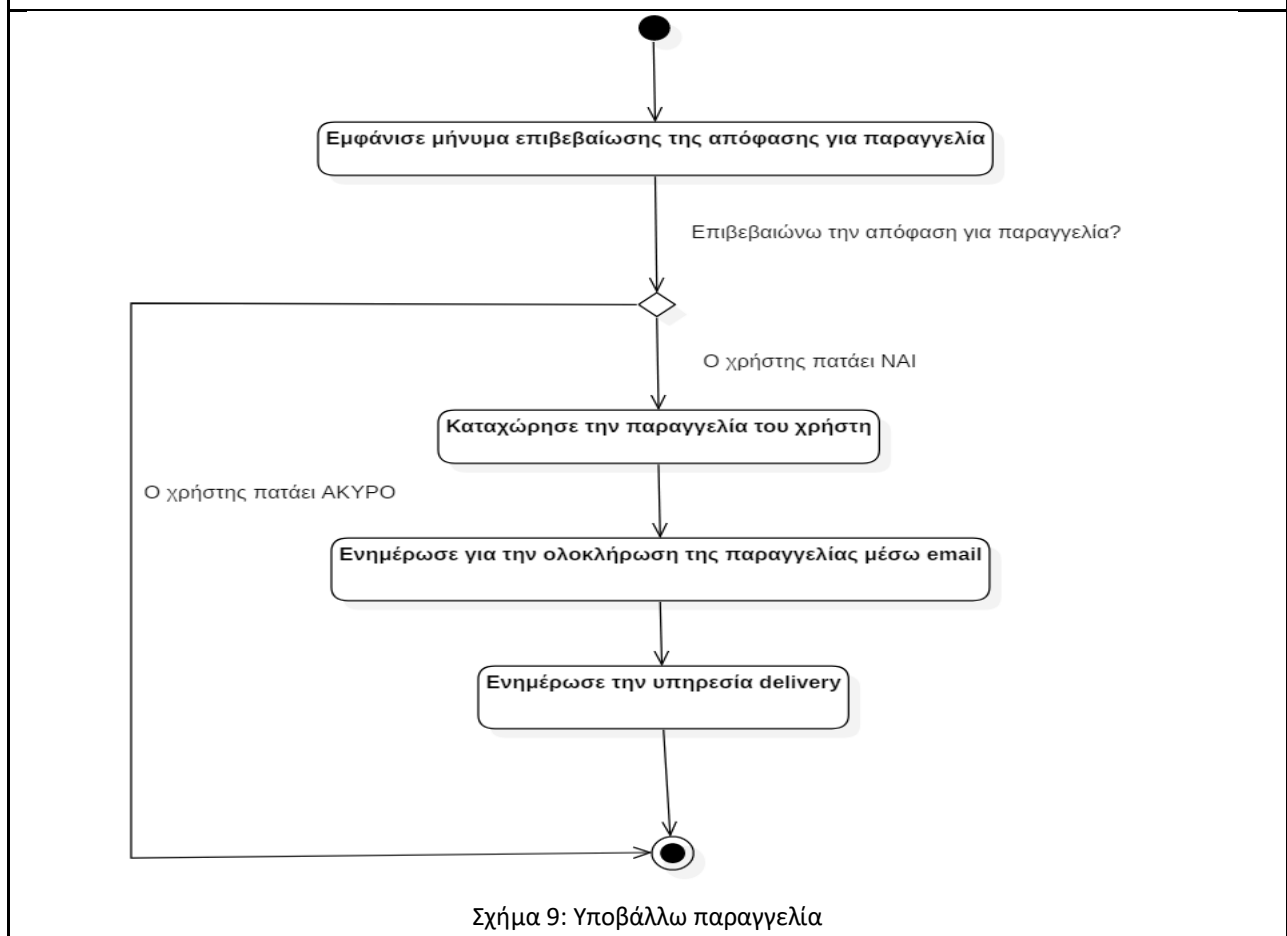 Εμφάνισε μήνυμα επιβεβαίωσης της απόφασης για παραγγελία
Επιβεβαιώνω την απόφαση για παραγγελία?
Ο χρήστης πατάει ΝΑΙ
Καταχώρησε την παραγγελία του χρήστη
Ο χρήστης πατάει ΑΚΥΡΟ
Ενημέρωσε για την ολοκλήρωση της παραγγελίας μέσω email
Ενημέρωσε την υπηρεσία delivery
Σχήμα 9: Υποβάλλω παραγγελία